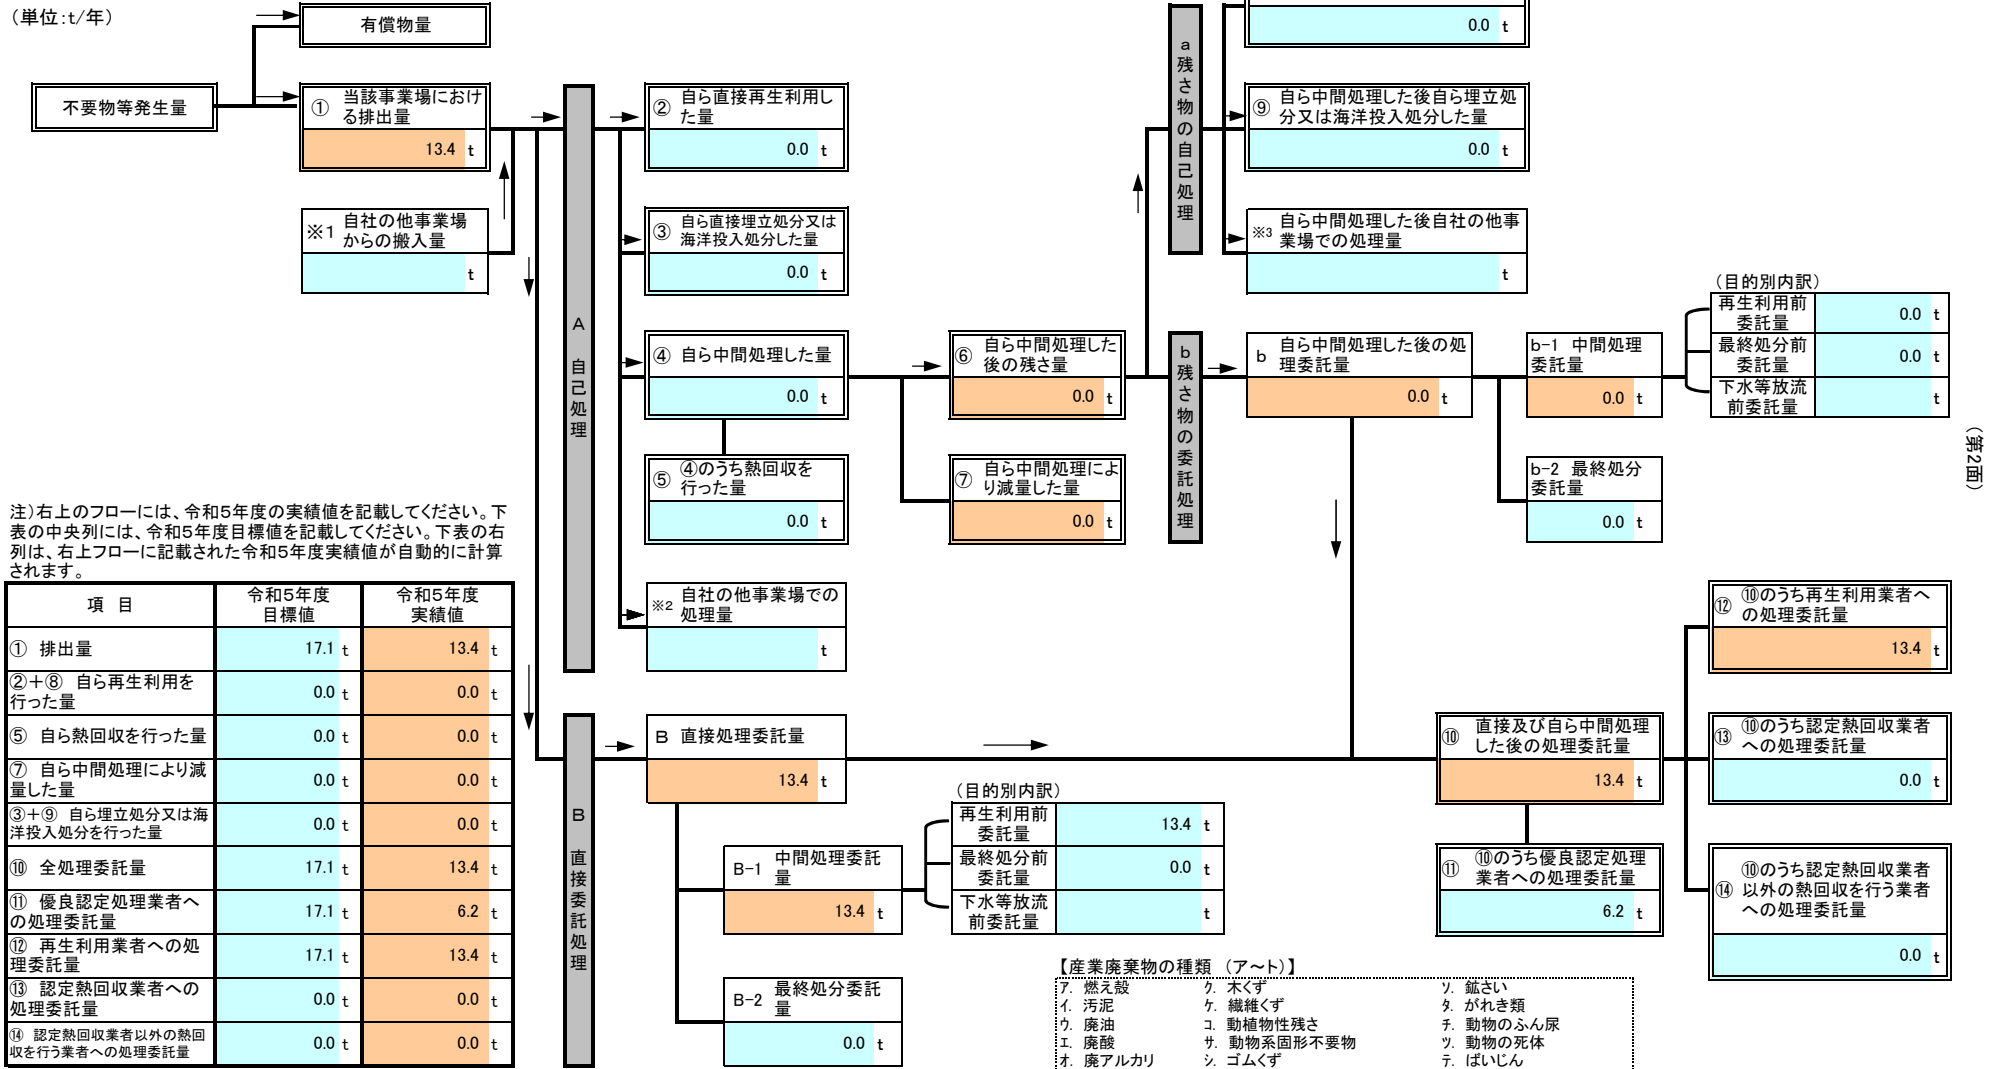 (単位:t/年)
有償物量
不要物等発生量
① 当該事業場におけ
る排出量
13.4 t
※1 自社の他事業場
からの搬入量
t
A 自己処理
② 自ら直接再生利用し
た量
0.0 t
③ 自ら直接埋立処分又は
海洋投入処分した量
0.0 t
④ 自ら中間処理した量
0.0 t
⑤ ④のうち熱回収を
行った量
0.0 t
※2 自社の他事業場での
処理量
t
⑥ 自ら中間処理した
後の残さ量
0.0 t
⑦ 自ら中間処理によ
り減量した量
0.0 t
a残さ物の自己処理
0.0 t
⑨ 自ら中間処理した後自ら埋立処
分又は海洋投入処分した量
0.0 t
※3 自ら中間処理した後自社の他事
業場での処理量
t
b残さ物の委託処理
b 自ら中間処理した後の処
理委託量
0.0 t
b-1 中間処理
委託量
0.0 t
b-2 最終処分
委託量
0.0 t
(目的別内訳)
再生利用前
委託量
0.0 t
最終処分前
委託量
0.0 t
下水等放流
前委託量
t
(第2面)
注)右上のフローには、令和5年度の実績値を記載してください。下
表の中央列には、令和5年度目標値を記載してください。下表の右
列は、右上フローに記載された令和5年度実績値が自動的に計算
されます。
項 目 令和5年度
目標値 令和5年度
実績値
① 排出量 17.1 t 13.4 t
②+⑧ 自ら再生利用を
行った量 0.0 t 0.0 t
⑤ 自ら熱回収を行った量 0.0 t 0.0 t
⑦ 自ら中間処理により減
量した量 0.0 t 0.0 t
③+⑨ 自ら埋立処分又は海
洋投入処分を行った量 0.0 t 0.0 t
⑩ 全処理委託量 17.1 t 13.4 t
⑪ 優良認定処理業者へ
の処理委託量 17.1 t 6.2 t
⑫ 再生利用業者への処
理委託量 17.1 t 13.4 t
⑬ 認定熱回収業者への
処理委託量 0.0 t 0.0 t
⑭ 認定熱回収業者以外の熱回
収を行う業者への処理委託量 0.0 t 0.0 t
B 直接委託処理
B 直接処理委託量
13.4 t
B-1 中間処理委託
量
13.4 t
B-2 最終処分委託
量
0.0 t
(目的別内訳)
再生利用前
委託量
13.4 t
最終処分前
委託量
0.0 t
下水等放流
前委託量
t
⑩ 直接及び自ら中間処理
した後の処理委託量
13.4 t
⑪ ⑩のうち優良認定処理
業者への処理委託量
6.2 t
⑫ ⑩のうち再生利用業者へ
の処理委託量
13.4 t
⑬ ⑩のうち認定熱回収業者
への処理委託量
0.0 t
⑭ ⑩のうち認定熱回収業者
以外の熱回収を行う業者
への処理委託量
0.0 t
【産業廃棄物の種類 (ア~ト)】
ア. 燃え殻 ク. 木くず ソ. 鉱さい
イ. 汚泥 ケ. 繊維くず タ. がれき類
ウ. 廃油 コ. 動植物性残さ チ. 動物のふん尿
エ. 廃酸 サ. 動物系固形不要物 ツ. 動物の死体
オ. 廃アルカリ シ. ゴムくず テ. ばいじん